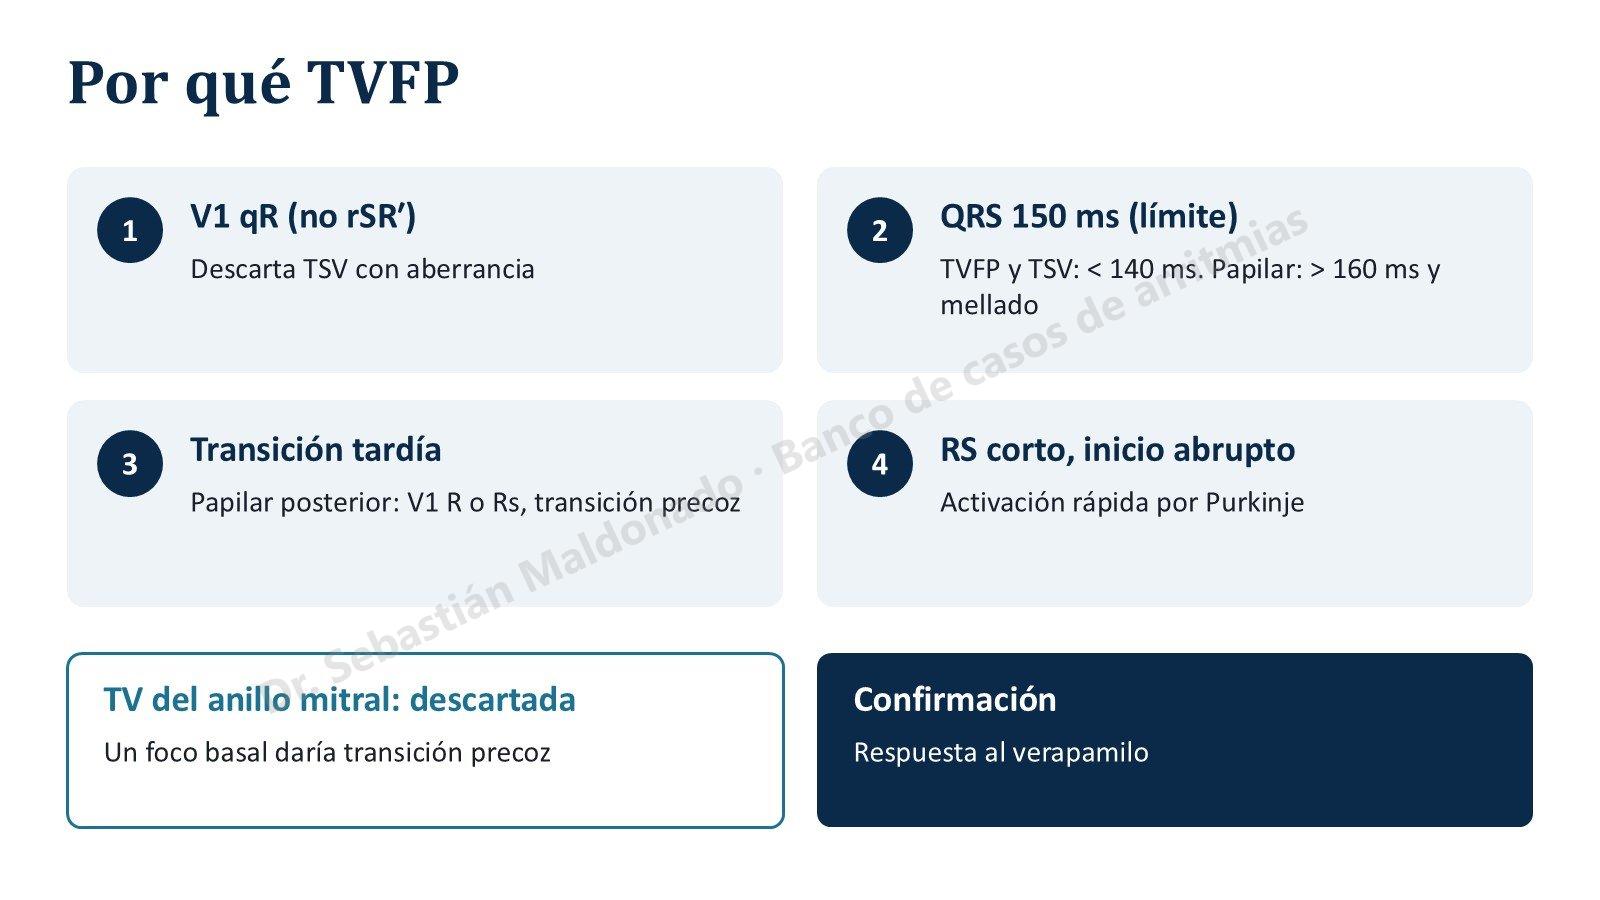 Por qué TVFP
1
V1 qR (no rSR′)
Descarta TSV con aberrancia
2
QRS 150 ms (límite)
TVFP y TSV: < 140 ms. Papilar: > 160 ms y
mellado
3
Transición tardía
Papilar posterior: V1 R o Rs, transición precoz
4
RS corto, inicio abrupto
Activación rápida por Purkinje
TV del anillo mitral: descartada
Un foco basal daría transición precoz
Confirmación
Respuesta al verapamilo
Dr. Sebastián Maldonado · Banco de casos de arritmias